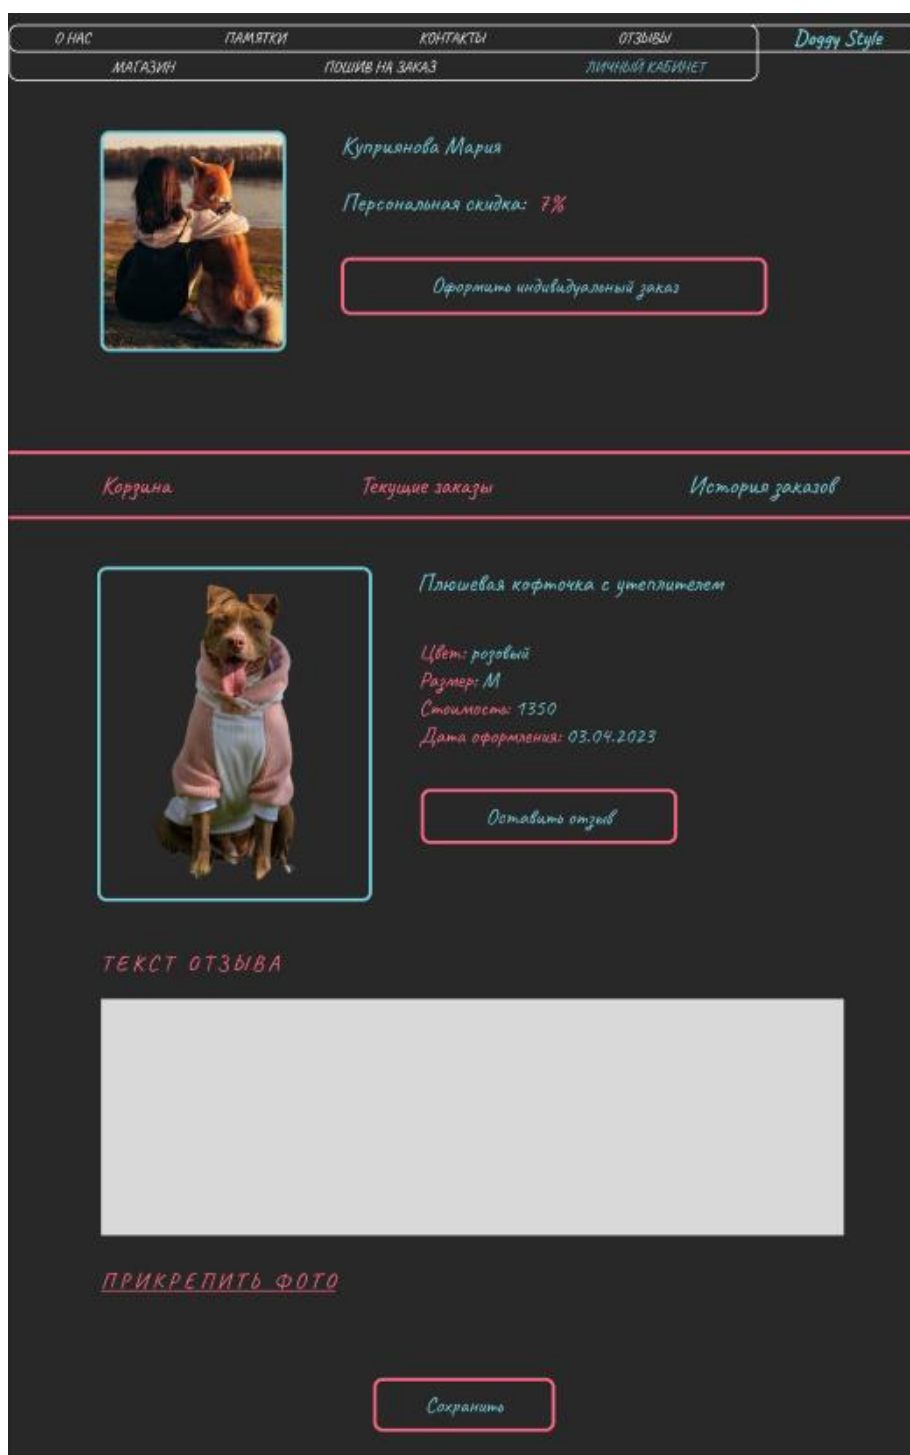 О НАС ПАМЯТКИ КОНТАКТЫ ОТЗЫВЫ Doggy Style
МАГАЗИН ПОШИВ НА ЗАКАЗ ЛИЧНЫЙ КАБИНЕТ
Куприянова Мария
Персональная скидка: 7%
Оформить индивидуальный заказ
Корзина Текущие заказы История заказов
Плюшевая кофточка с утеплителем
Цвет: розовый
Размер: М
Стоимость: 1350
Дата оформления: 03.04.2023
Оставить отзыв
ТЕКСТ ОТЗЫВА
ПРИКРЕПИТЬ ФОТО
Сохранить